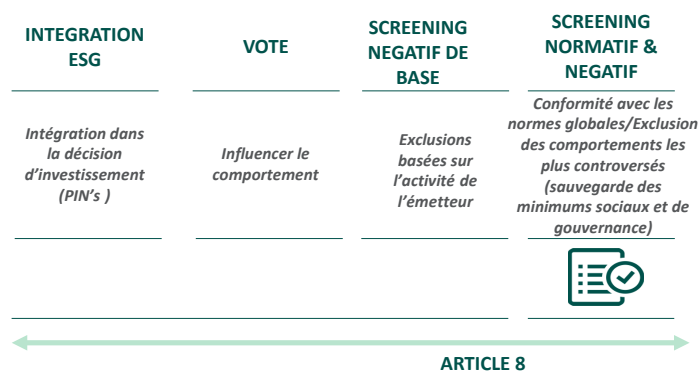 INTEGRATION
ESG
VOTE
SCREENING
NEGATIF DE
BASE
SCREENING
NORMATIF &
NEGATIF
Intégration dans
la décision
d’investissement
(PIN’s )
Influencer le
comportement
Exclusions
basées sur
l’activité de
l’émetteur
Conformité avec les
normes globales/Exclusion
des comportements les
plus controversés
(sauvegarde des
minimums sociaux et de
gouvernance)
ARTICLE 8